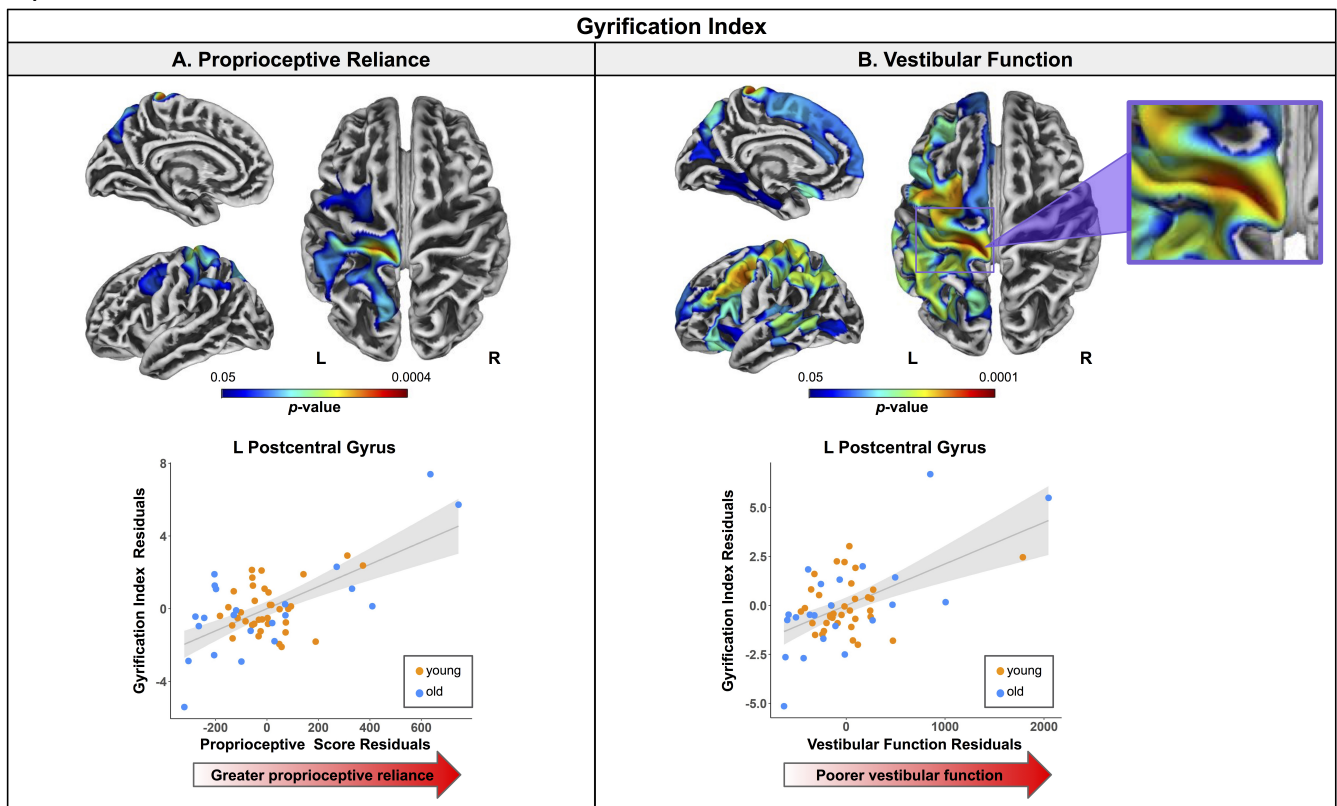 Gyrification Index
A. Proprioceptive Reliance
B. Vestibular Function
L
R
0.05
0.0004
p-value
L Postcentral Gyrus
Gyrification Index Residuals
8
4
0
-4
-200
0
200
400
600
young
old
Proprioceptive Score Residuals
Greater proprioceptive reliance
L
R
0.05
0.0001
p-value
L Postcentral Gyrus
Gyrification Index Residuals
5.0
2.5
0.0
-2.5
-5.0
0
1000
2000
young
old
Vestibular Function Residuals
Poorer vestibular function